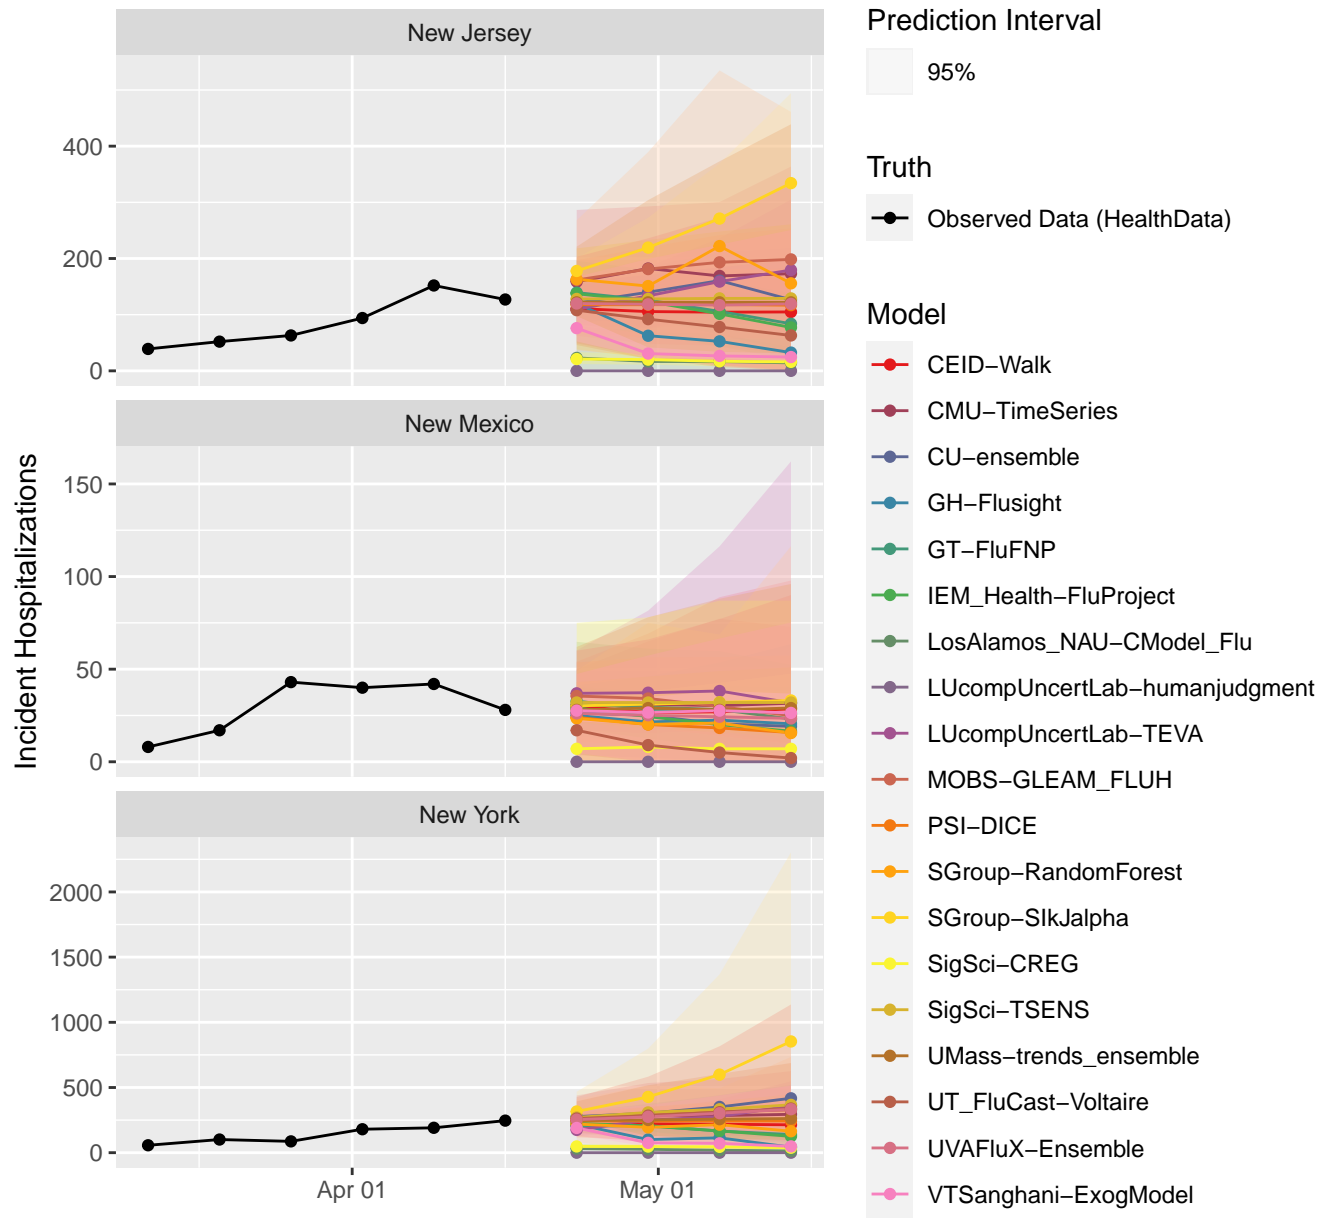 New Jersey
400
200
0
New Mexico
150
100
50
0
New York
2000
1500
1000
500
0
Apr 01
May 01
Incident Hospitalizations
Prediction Interval
95%
Truth
Observed Data (HealthData)
Model
CEID−Walk
CMU−TimeSeries
CU−ensemble
GH−Flusight
GT−FluFNP
IEM_Health−FluProject
LosAlamos_NAU−CModel_Flu
LUcompUncertLab−humanjudgment
LUcompUncertLab−TEVA
MOBS−GLEAM_FLUH
PSI−DICE
SGroup−RandomForest
SGroup−SIkJalpha
SigSci−CREG
SigSci−TSENS
UMass−trends_ensemble
UT_FluCast−Voltaire
UVAFluX−Ensemble
VTSanghani−ExogModel